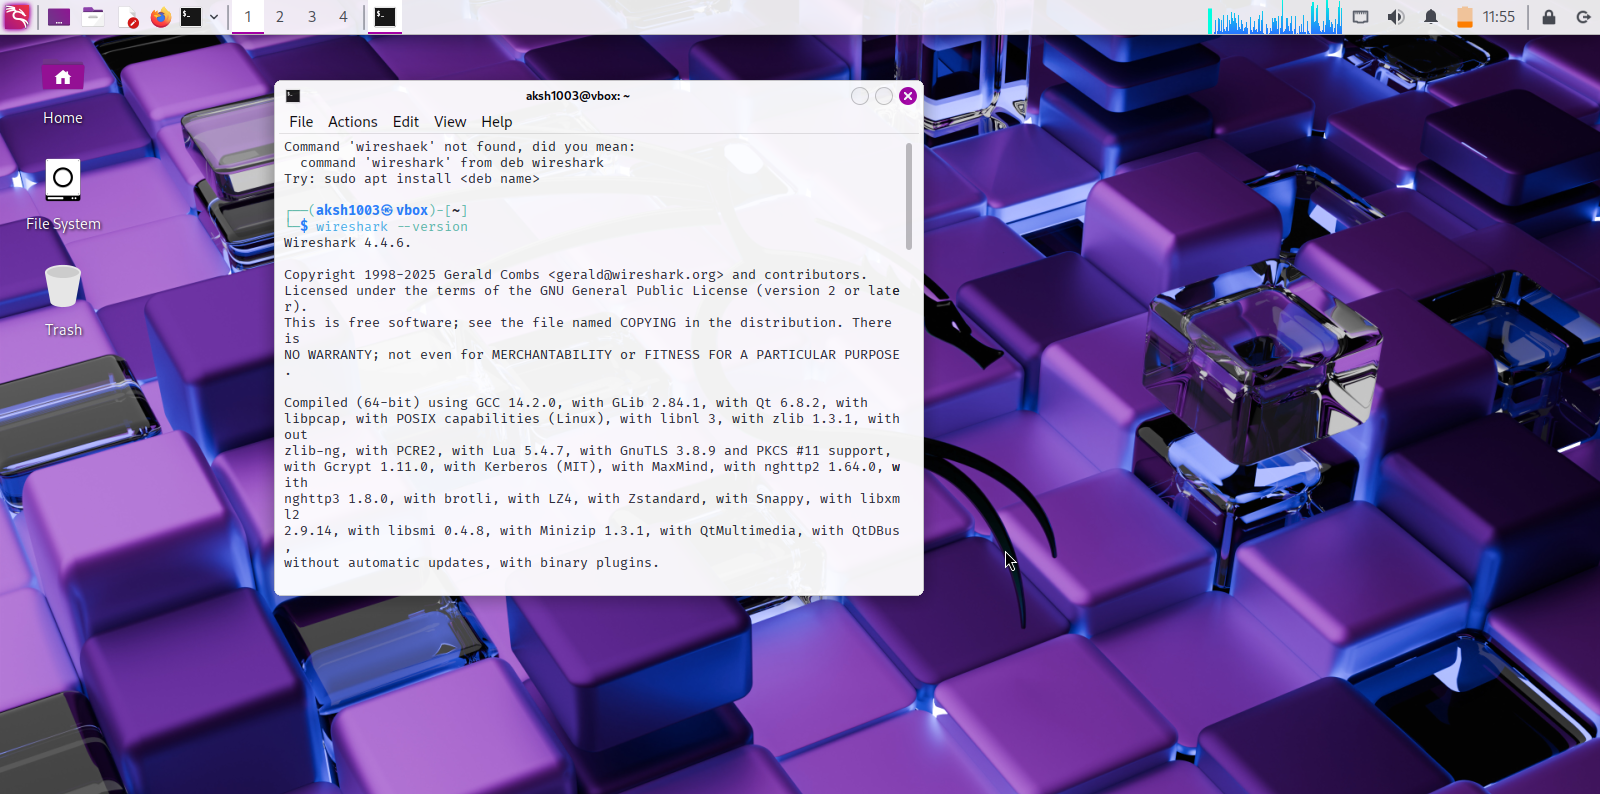 1 2 3 4
11:55
Home
File System
Trash
aksh1003@vbox: ~
File Actions Edit View Help
Command 'wireshaek' not found, did you mean:
  command 'wireshark' from deb wireshark
Try: sudo apt install <deb name>
┌──(aksh1003㉿vbox)-[~]
└─$ wireshark --version
Wireshark 4.4.6.
Copyright 1998-2025 Gerald Combs <gerald@wireshark.org> and contributors.
Licensed under the terms of the GNU General Public License (version 2 or late
r).
This is free software; see the file named COPYING in the distribution. There
is
NO WARRANTY; not even for MERCHANTABILITY or FITNESS FOR A PARTICULAR PURPOSE
.
Compiled (64-bit) using GCC 14.2.0, with GLib 2.84.1, with Qt 6.8.2, with
libpcap, with POSIX capabilities (Linux), with libnl 3, with zlib 1.3.1, with
out
zlib-ng, with PCRE2, with Lua 5.4.7, with GnuTLS 3.8.9 and PKCS #11 support,
with Gcrypt 1.11.0, with Kerberos (MIT), with MaxMind, with nghttp2 1.64.0, w
ith
nghttp3 1.8.0, with brotli, with LZ4, with Zstandard, with Snappy, with libxm
l2
2.9.14, with libsmi 0.4.8, with Minizip 1.3.1, with QtMultimedia, with QtDBus
,
without automatic updates, with binary plugins.